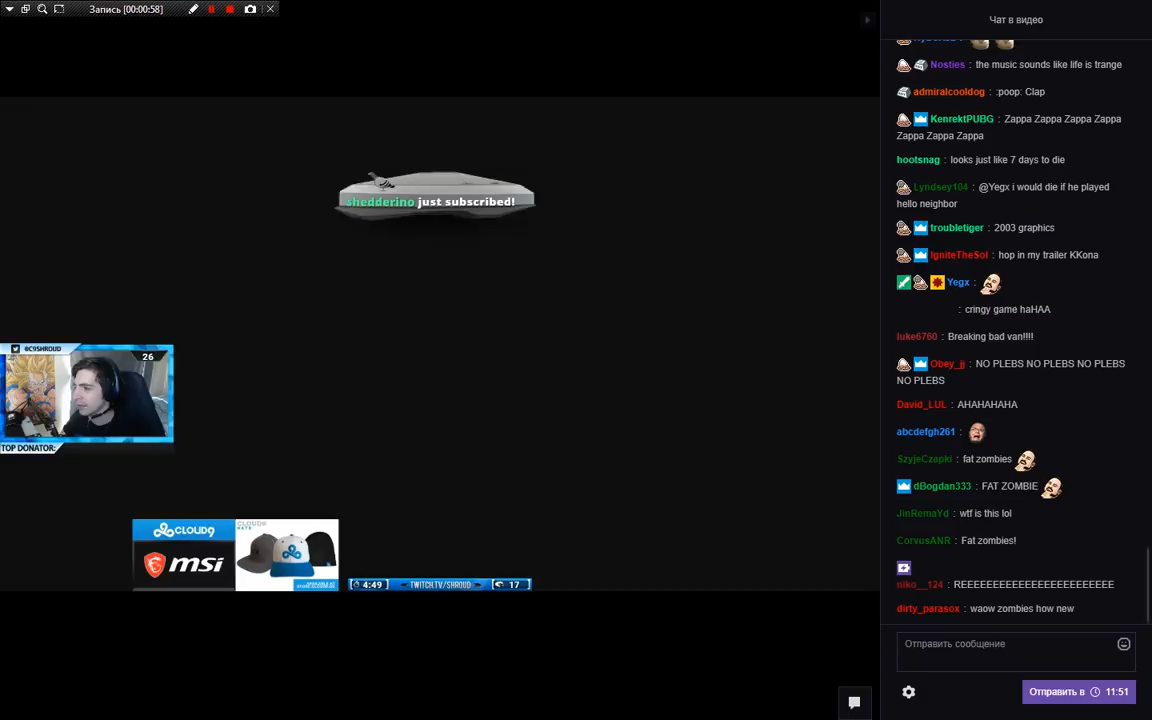 Запись [00:00:58]
shedderino just subscribed!
@C9SHROUD
26
TOP DONATOR:
CLOUD9
msi
4:49
TWITCH.TV/SHROUD
17
Чат в видео
Nosties : the music sounds like life is trange
admiralcooldog : :poop: Clap
KenrektPUBG : Zappa Zappa Zappa Zappa
Zappa Zappa Zappa
hootsnag : looks just like 7 days to die
Lyndsey104 : @Yegx i would die if he played
hello neighbor
troubletiger : 2003 graphics
IgniteTheSol : hop in my trailer KKona
Yegx :
: cringy game haHAA
luke6760 : Breaking bad van!!!!
Obey_jj : NO PLEBS NO PLEBS NO PLEBS
NO PLEBS
David_LUL : AHAHAHAHA
abcdefgh261 :
SzyjeCzapki : fat zombies
dBogdan333 : FAT ZOMBIE
JinRemaYd : wtf is this lol
CorvusANR : Fat zombies!
niko__124 : REEEEEEEEEEEEEEEEEEEEEEEE
dirty_parasox : waow zombies how new
Отправить сообщение
Отправить в 11:51